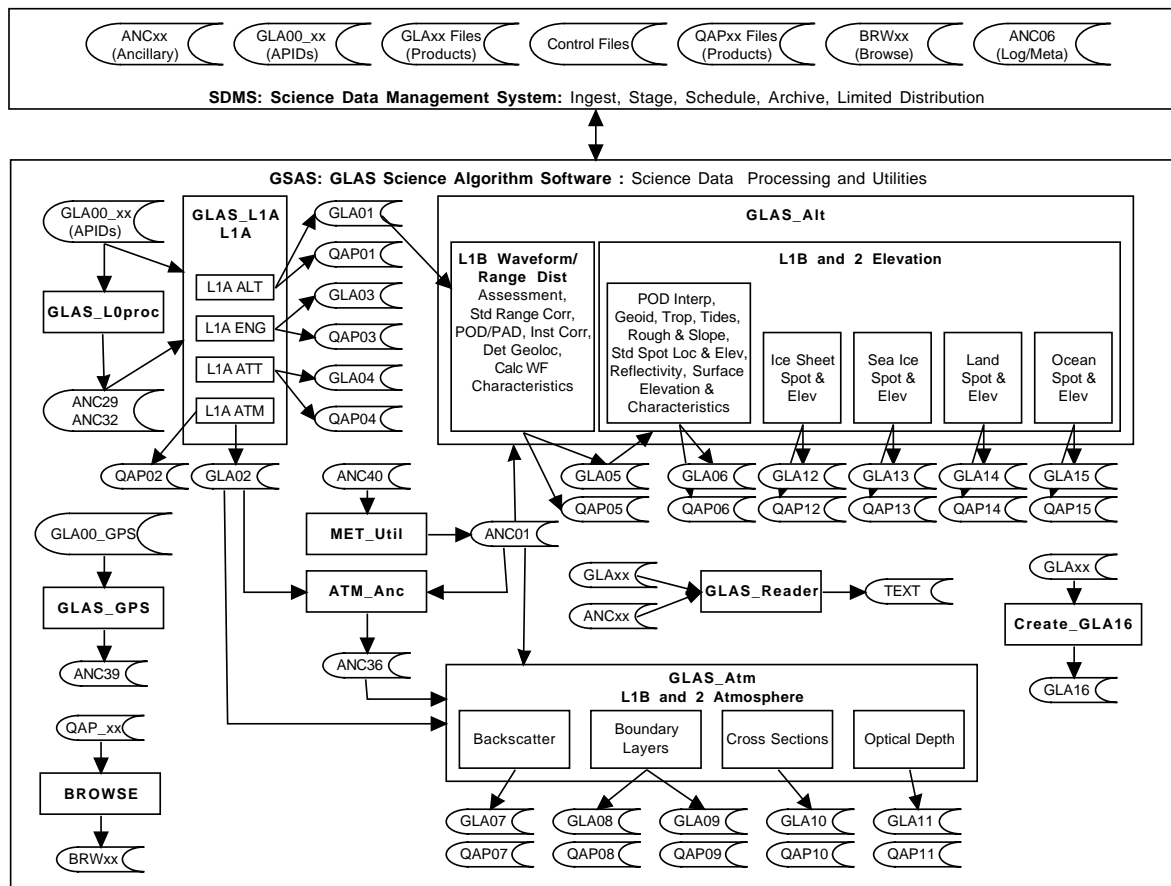 ANCxx
(Ancillary)
GLA00_xx
(APIDs)
GLAxx Files
(Products)
Control Files
QAPxx Files
(Products)
BRWxx
(Browse)
ANC06
(Log/Meta)
SDMS: Science Data Management System: Ingest, Stage, Schedule, Archive, Limited Distribution
GSAS: GLAS Science Algorithm Software : Science Data Processing and Utilities
GLA00_xx
(APIDs)
GLAS_L0proc
ANC29
ANC32
GLAS_L1A
L1A
L1A ALT
L1A ENG
L1A ATT
L1A ATM
GLA01
QAP01
GLA03
QAP03
GLA04
QAP04
QAP02
GLA02
GLAS_Alt
L1B Waveform/
Range Dist
Assessment,
Std Range Corr,
POD/PAD, Inst Corr,
Det Geoloc,
Calc WF
Characteristics
L1B and 2 Elevation
POD Interp,
Geoid, Trop, Tides,
Rough & Slope,
Std Spot Loc & Elev,
Reflectivity, Surface
Elevation &
Characteristics
Ice Sheet
Spot &
Elev
Sea Ice
Spot &
Elev
Land
Spot &
Elev
Ocean
Spot &
Elev
GLA05
QAP05
GLA06
QAP06
GLA12
QAP12
GLA13
QAP13
GLA14
QAP14
GLA15
QAP15
ANC40
MET_Util
ANC01
ATM_Anc
ANC36
GLA00_GPS
GLAS_GPS
ANC39
QAP_xx
BROWSE
BRWxx
GLAxx
ANCxx
GLAS_Reader
TEXT
GLAxx
Create_GLA16
GLA16
GLAS_Atm
L1B and 2 Atmosphere
Backscatter
Boundary
Layers
Cross Sections
Optical Depth
GLA07
QAP07
GLA08
QAP08
GLA09
QAP09
GLA10
QAP10
GLA11
QAP11